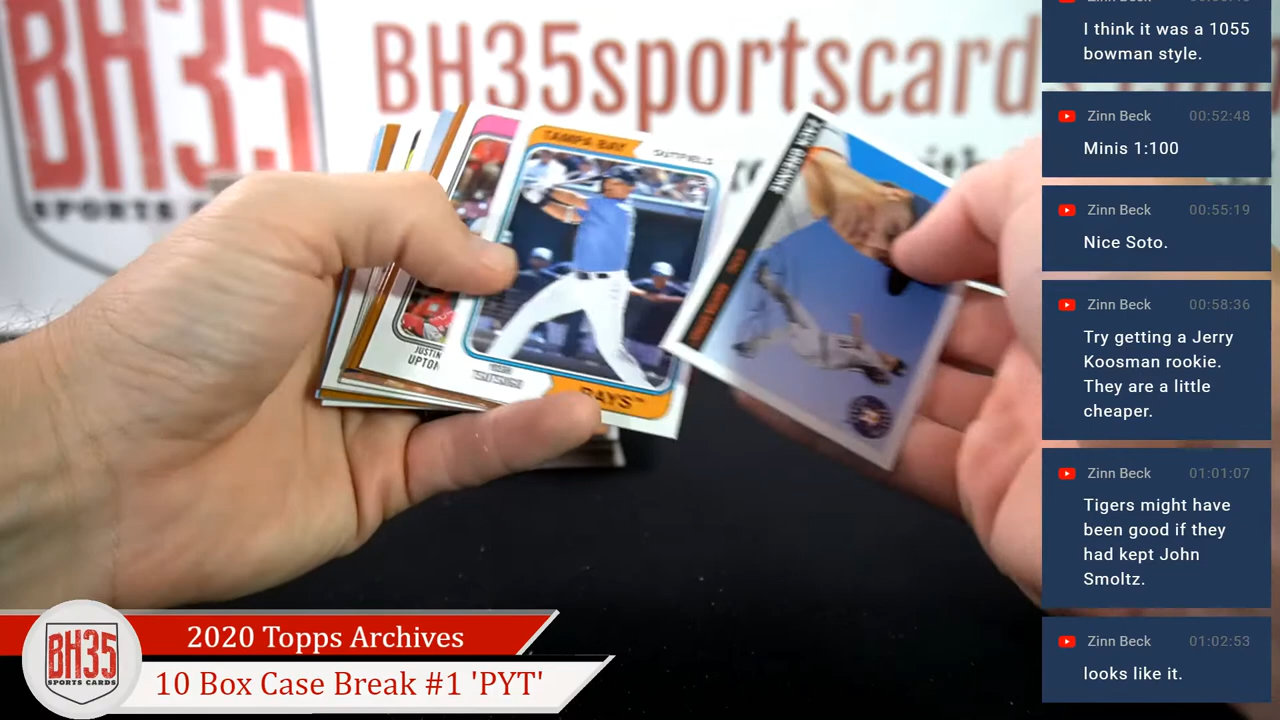 BH35
SPORTS
BH35sportscard
TAMPA BAY
OUTFIELD
JUSTIN
UPTON
RAYS™
I think it was a 1055
bowman style.
Zinn Beck 00:52:48
Minis 1:100
Zinn Beck 00:55:19
Nice Soto.
Zinn Beck 00:58:36
Try getting a Jerry
Koosman rookie.
They are a little
cheaper.
Zinn Beck 01:01:07
Tigers might have
been good if they
had kept John
Smoltz.
Zinn Beck 01:02:53
looks like it.
BH35
SPORTS CARDS
2020 Topps Archives
10 Box Case Break #1 'PYT'